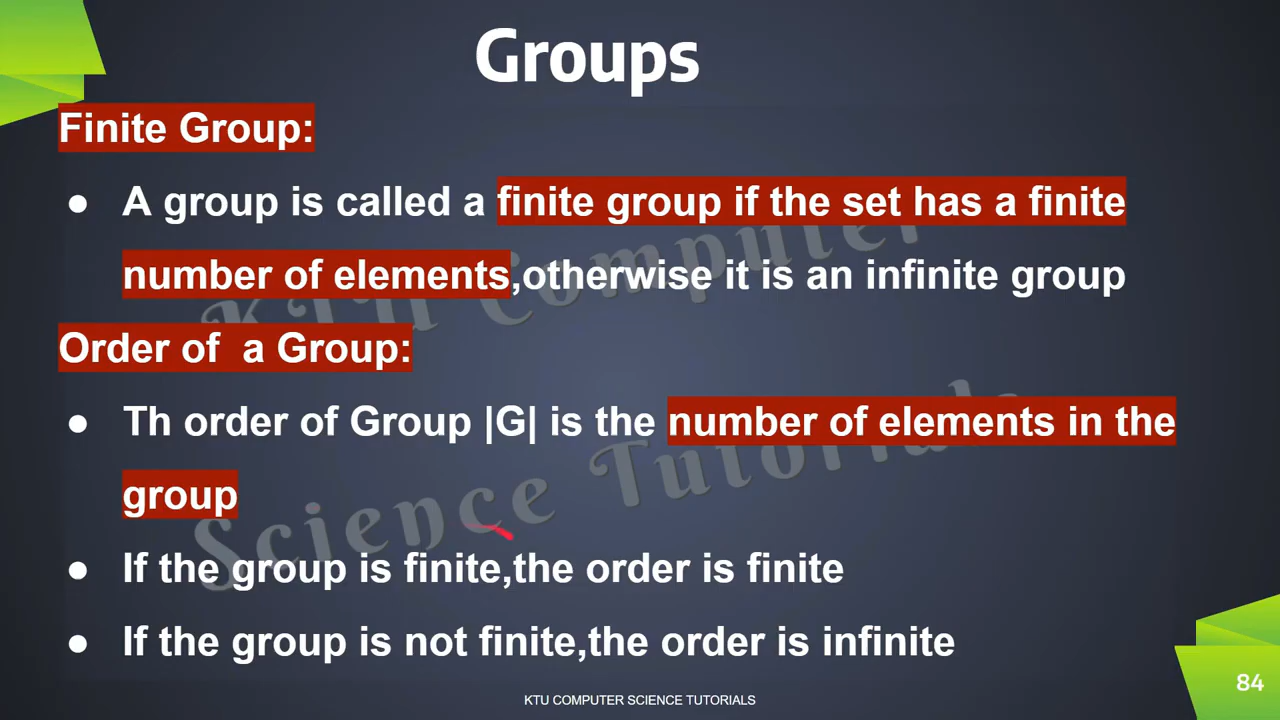 Groups
Finite Group:
● A group is called a finite group if the set has a finite
number of elements,otherwise it is an infinite group
Order of a Group:
● Th order of Group |G| is the number of elements in the
group
● If the group is finite,the order is finite
● If the group is not finite,the order is infinite
KTU Computer
Science Tutorials
KTU COMPUTER SCIENCE TUTORIALS
84